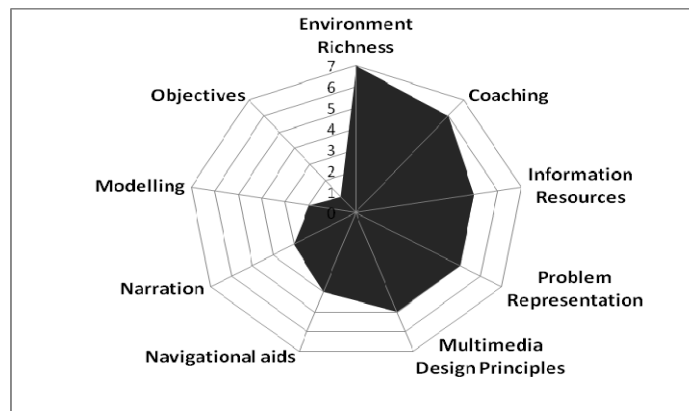 Environment
Richness
7
6
5
4
3
2
1
0
Coaching
Information
Resources
Problem
Representation
Multimedia
Design Principles
Navigational aids
Narration
Modelling
Objectives